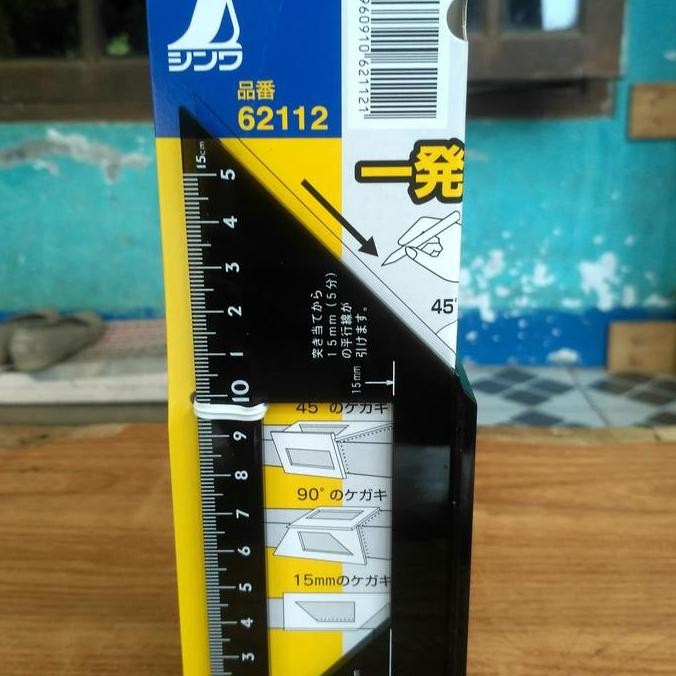 シンワ
品番
62112
960910 621121
一発
15cm
5
4
3
2
1
10
9
8
7
6
5
4
3
45°
突き当てから
15mm(5分)
の平行線が
引けます。
15mm
45°のケガキ
90°のケガキ
15mmのケガキ